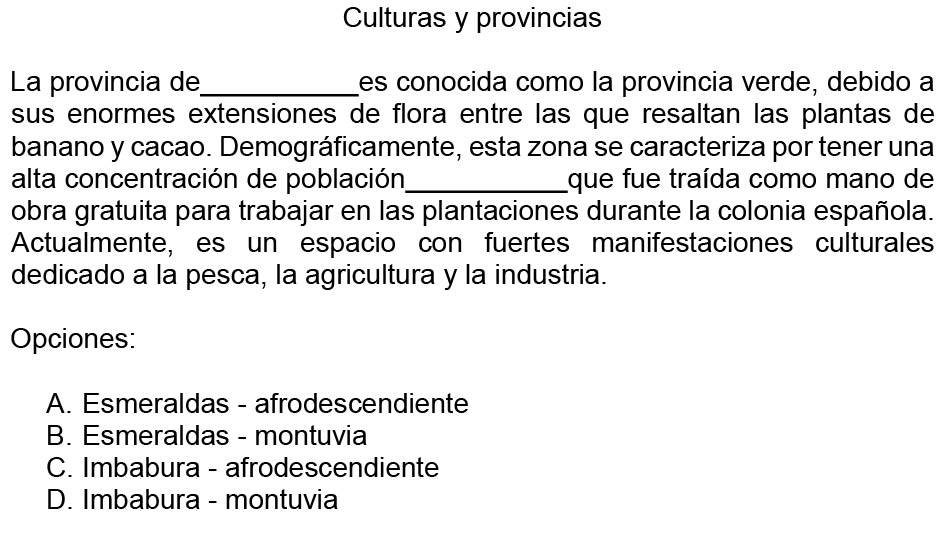 Culturas y provincias
La provincia de___________es conocida como la provincia verde, debido a
sus enormes extensiones de flora entre las que resaltan las plantas de
banano y cacao. Demográficamente, esta zona se caracteriza por tener una
alta concentración de población___________que fue traída como mano de
obra gratuita para trabajar en las plantaciones durante la colonia española.
Actualmente, es un espacio con fuertes manifestaciones culturales
dedicado a la pesca, la agricultura y la industria.
Opciones:
A. Esmeraldas - afrodescendiente
B. Esmeraldas - montuvia
C. Imbabura - afrodescendiente
D. Imbabura - montuvia